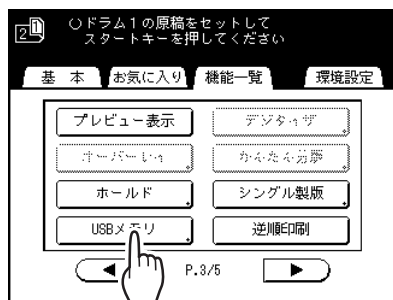 2
○ドラム1の原稿をセットして
スタートキーを押してください
基 本 お気に入り 機能一覧 環境設定
プレビュー表示 デジタイザ
オーバーレイ かんたん分版
ホールド シングル製版
USBメモリ 逆順印刷
◀ P.3/5 ▶